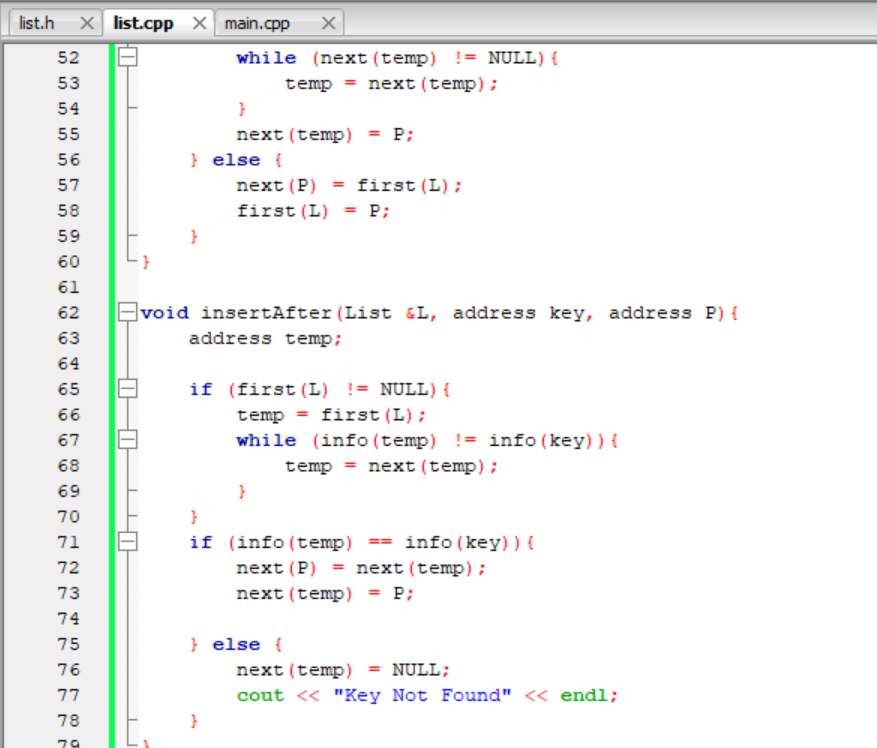 list.h list.cpp main.cpp
52 while (next(temp) != NULL){
53 temp = next(temp);
54 }
55 next(temp) = P;
56 } else {
57 next(P) = first(L);
58 first(L) = P;
59 }
60 }
61
62 void insertAfter(List &L, address key, address P){
63 address temp;
64
65 if (first(L) != NULL){
66 temp = first(L);
67 while (info(temp) != info(key)){
68 temp = next(temp);
69 }
70 }
71 if (info(temp) == info(key)){
72 next(P) = next(temp);
73 next(temp) = P;
74
75 } else {
76 next(temp) = NULL;
77 cout << "Key Not Found" << endl;
78 }
79 }